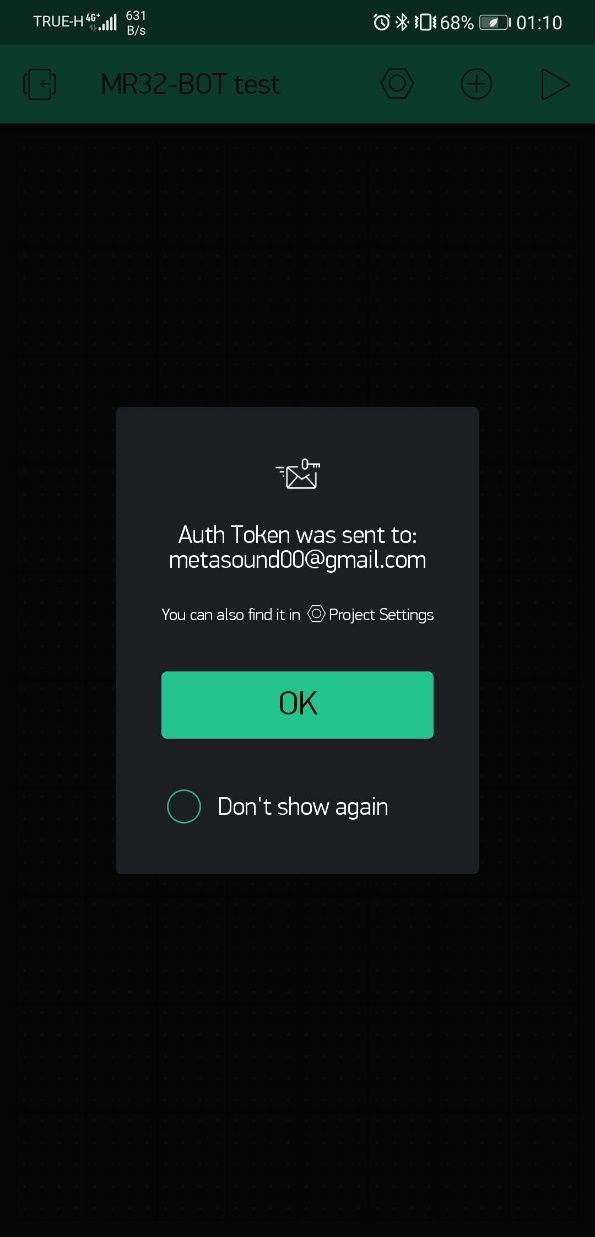 TRUE-H 4G+ 631 B/s 68% 01:10
MR32-BOT test
Auth Token was sent to:
metasound00@gmail.com
You can also find it in Project Settings
OK
Don't show again